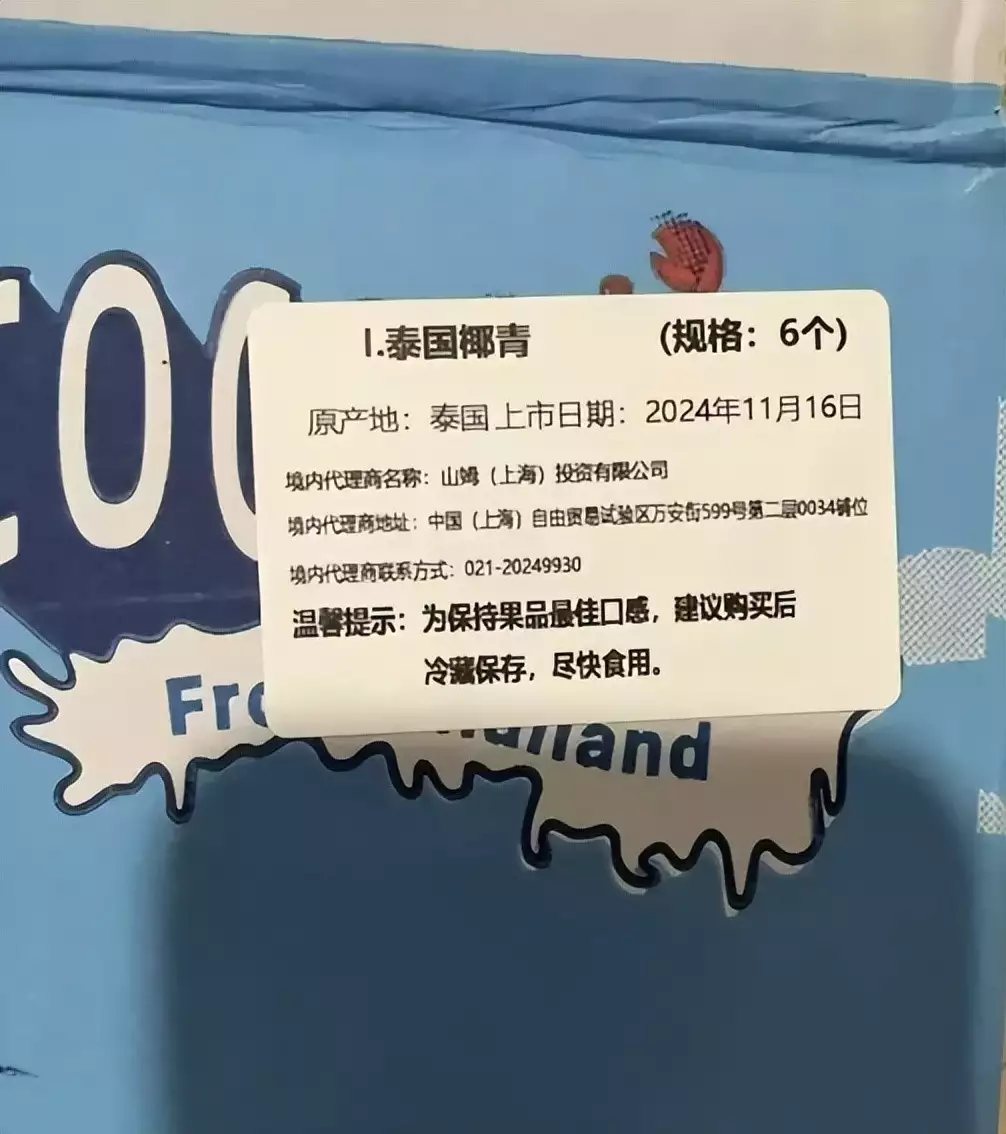 I.泰国椰青 (规格：6个)
原产地：泰国 上市日期：2024年11月16日
境内代理商名称：山姆（上海）投资有限公司
境内代理商地址：中国（上海）自由贸易试验区万安街599号第二层0034铺位
境内代理商联系方式：021-20249930
温馨提示：为保持果品最佳口感，建议购买后
冷藏保存，尽快食用。